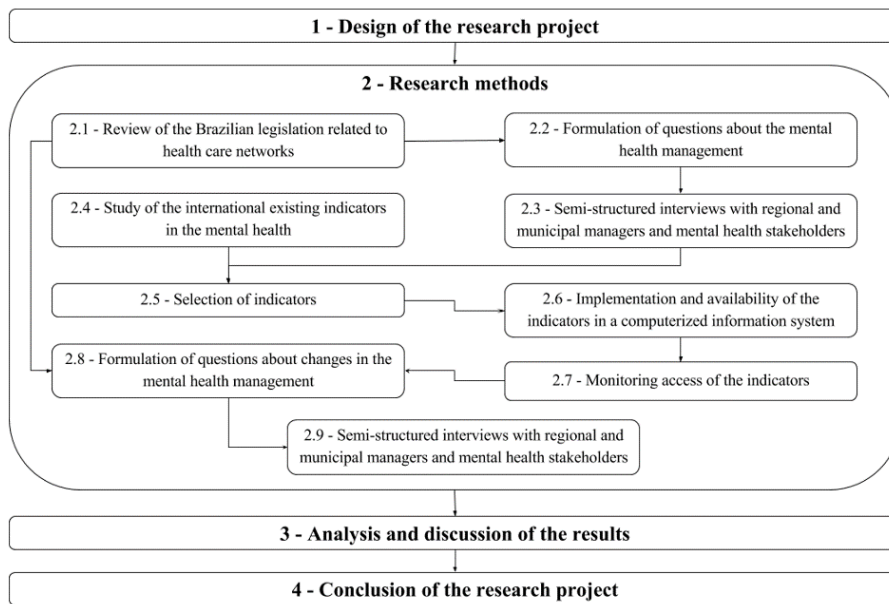 1 - Design of the research project
2 - Research methods
2.1 - Review of the Brazilian legislation related to
health care networks
2.2 - Formulation of questions about the mental
health management
2.4 - Study of the international existing indicators
in the mental health
2.3 - Semi-structured interviews with regional and
municipal managers and mental health stakeholders
2.5 - Selection of indicators
2.6 - Implementation and availability of the
indicators in a computerized information system
2.8 - Formulation of questions about changes in the
mental health management
2.7 - Monitoring access of the indicators
2.9 - Semi-structured interviews with regional and
municipal managers and mental health stakeholders
3 - Analysis and discussion of the results
4 - Conclusion of the research project